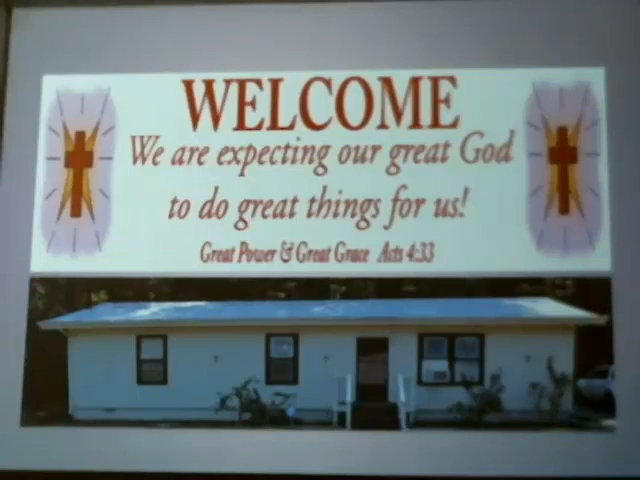 WELCOME
We are expecting our great God
to do great things for us!
Great Power & Great Grace Acts 4:33